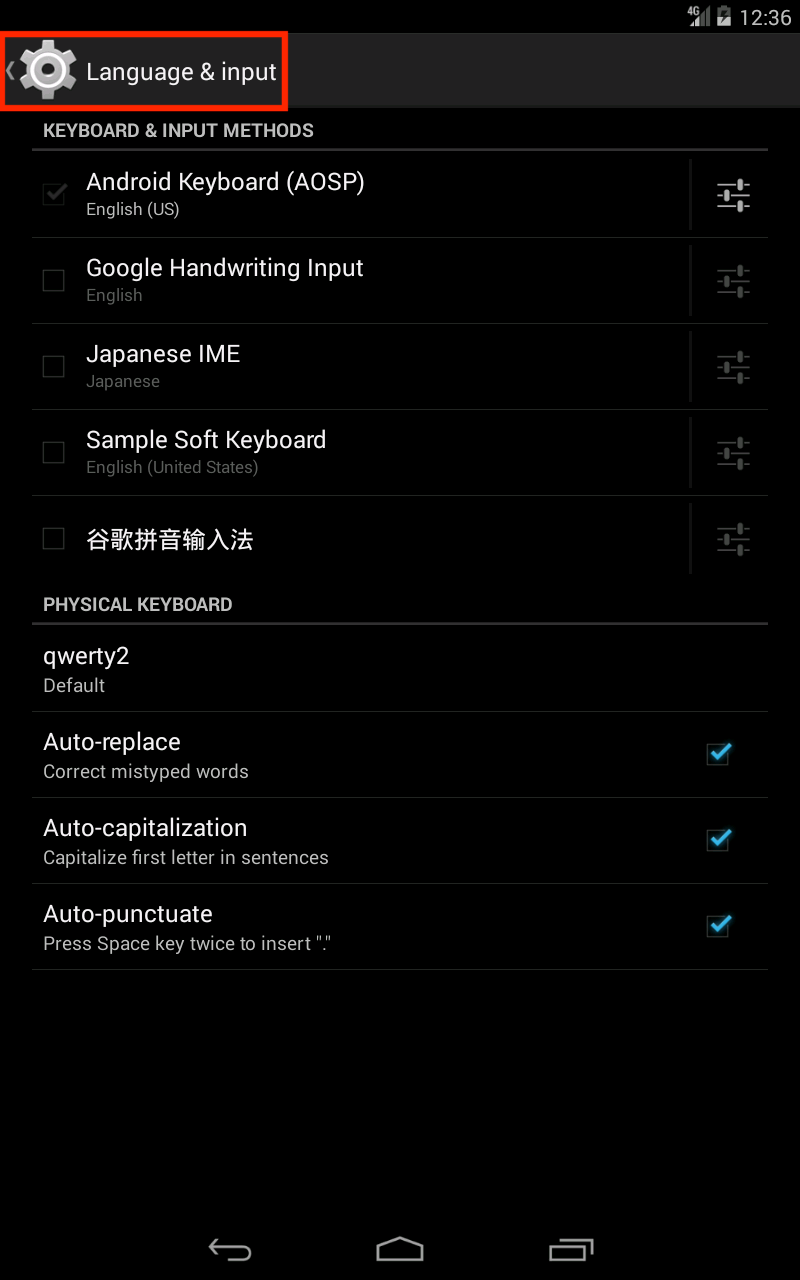 4G 12:36
Language & input
KEYBOARD & INPUT METHODS
Android Keyboard (AOSP)
English (US)
Google Handwriting Input
English
Japanese IME
Japanese
Sample Soft Keyboard
English (United States)
谷歌拼音输入法
PHYSICAL KEYBOARD
qwerty2
Default
Auto-replace
Correct mistyped words
Auto-capitalization
Capitalize first letter in sentences
Auto-punctuate
Press Space key twice to insert "."